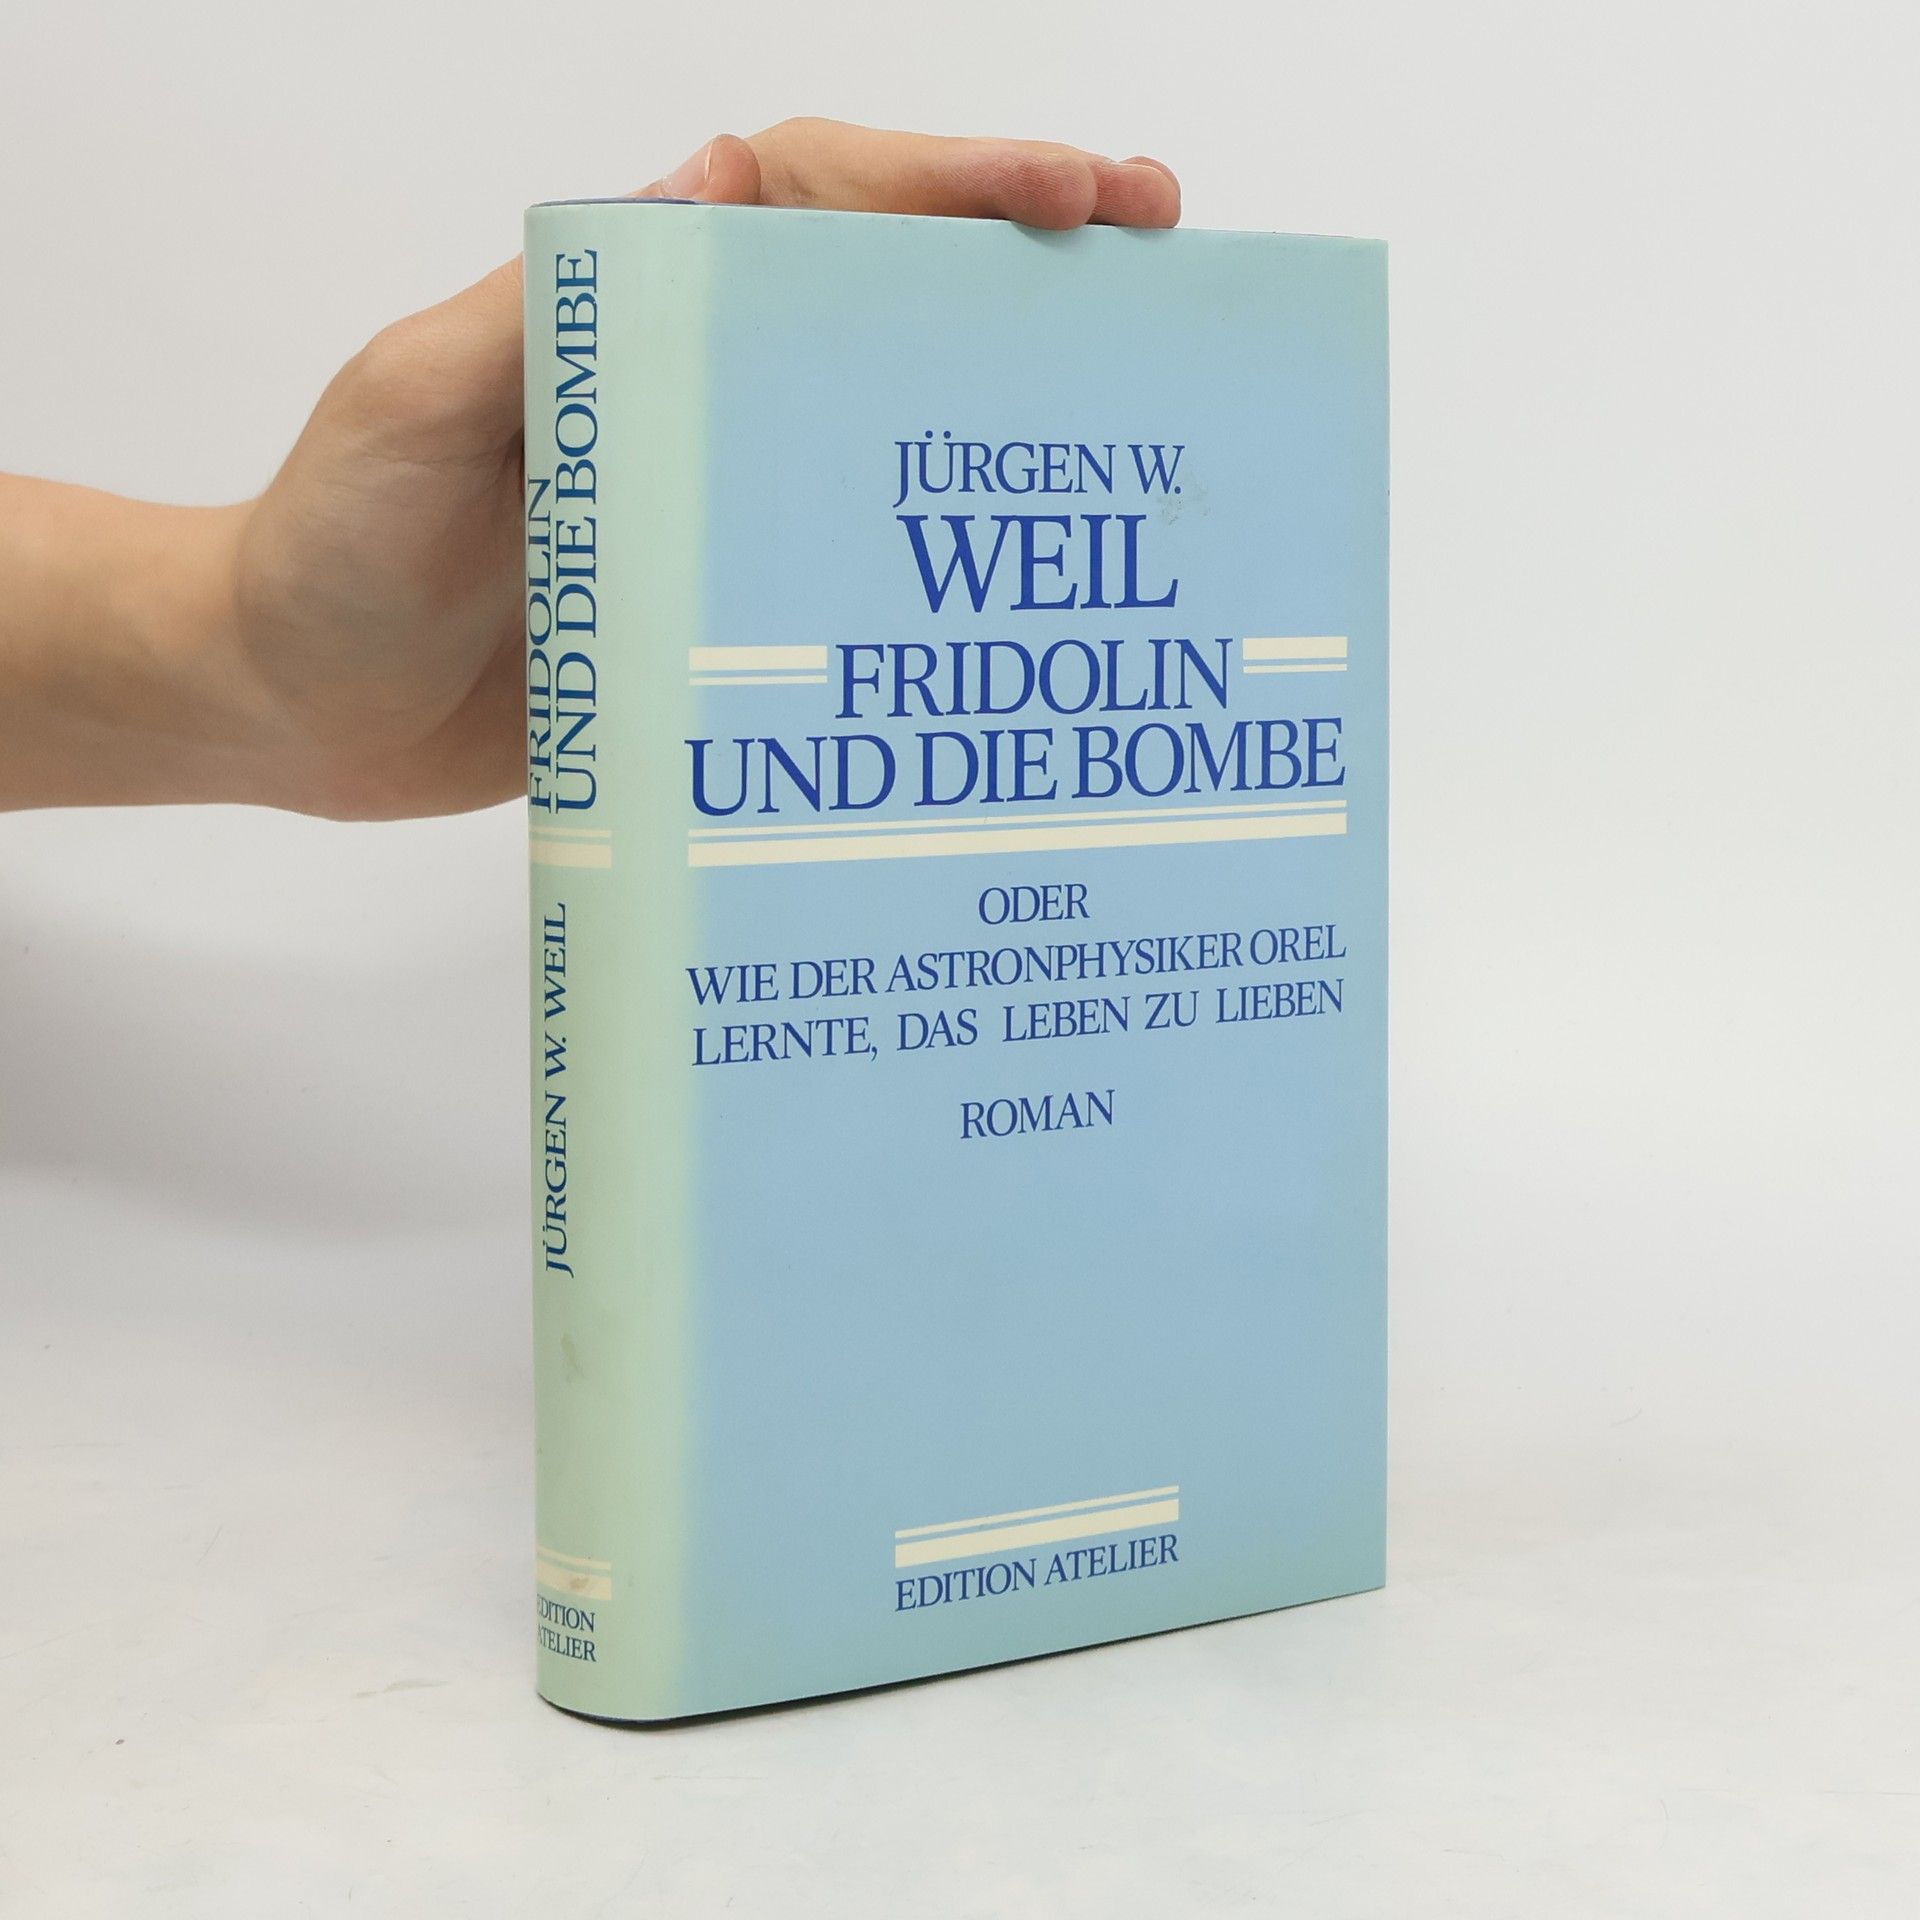 FRIDOLIN
UND DIE BOMBE
JÜRGEN W. WEIL
EDITION
ATELIER
JÜRGEN W.
WEIL
FRIDOLIN
UND DIE BOMBE
ODER
WIE DER ASTRONPHYSIKER OREL
LERNTE, DAS LEBEN ZU LIEBEN
ROMAN
EDITION ATELIER